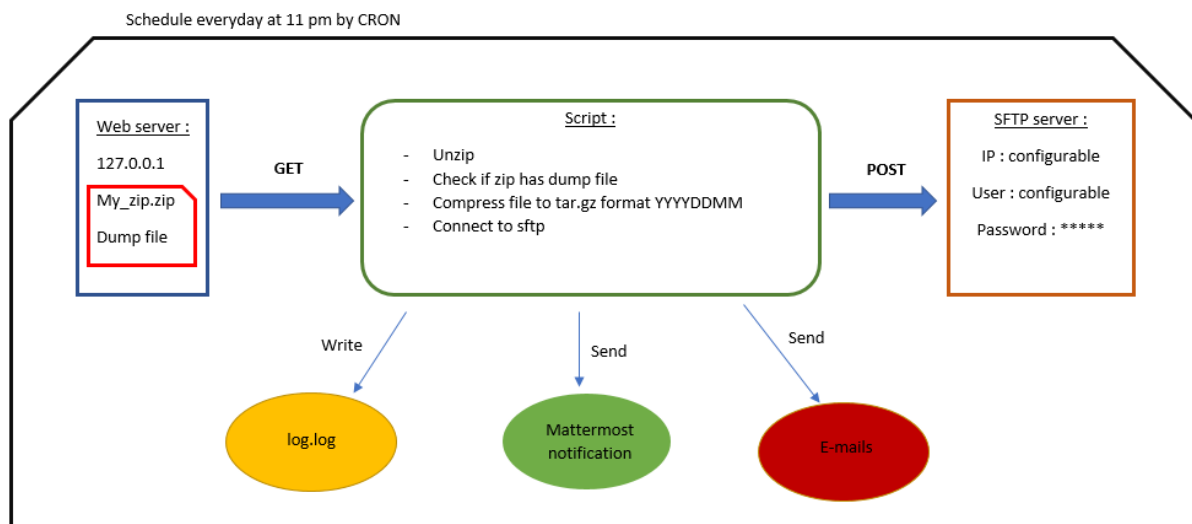 Schedule everyday at 11 pm by CRON
Web server :
127.0.0.1
My_zip.zip
Dump file
GET
Script :
- Unzip
- Check if zip has dump file
- Compress file to tar.gz format YYYYDDMM
- Connect to sftp
POST
SFTP server :
IP : configurable
User : configurable
Password : *****
Write
Send
Send
log.log
Mattermost
notification
E-mails